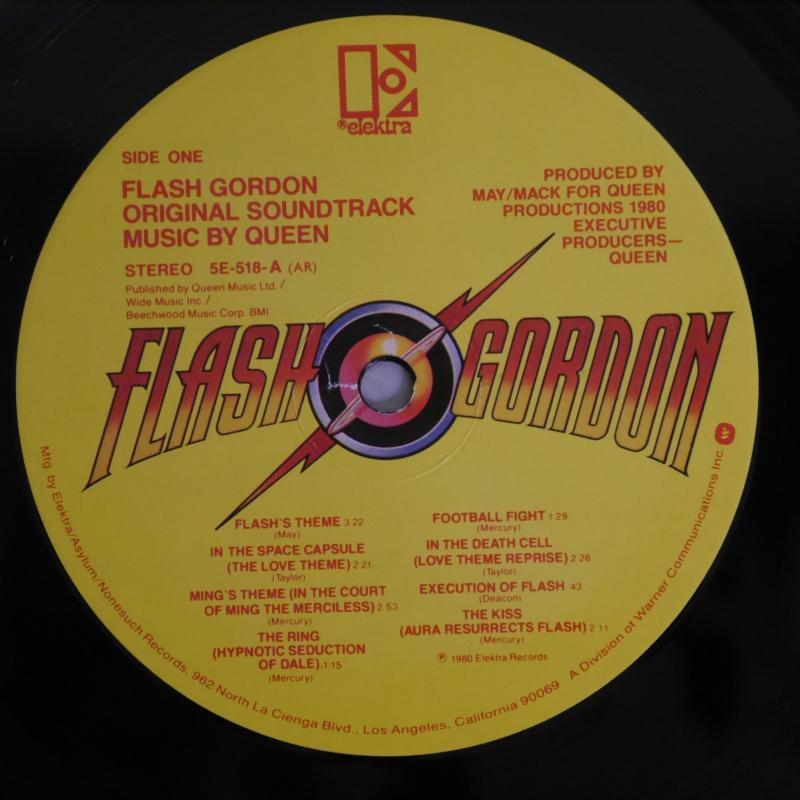 ® elektra
SIDE ONE
FLASH GORDON
ORIGINAL SOUNDTRACK
MUSIC BY QUEEN
STEREO 5E-518-A (AR)
Published by Queen Music Ltd. /
Wide Music Inc. /
Beechwood Music Corp. BMI
PRODUCED BY
MAY/MACK FOR QUEEN
PRODUCTIONS 1980
EXECUTIVE
PRODUCERS—
QUEEN
FLASH GORDON
FLASH'S THEME 3:22
(May)
IN THE SPACE CAPSULE
(THE LOVE THEME) 2:21
(Taylor)
MING'S THEME (IN THE COURT
OF MING THE MERCILESS) 2:53
(Mercury)
THE RING
(HYPNOTIC SEDUCTION
OF DALE) .1:15
(Mercury)
FOOTBALL FIGHT 1:29
(Mercury)
IN THE DEATH CELL
(LOVE THEME REPRISE) 2:26
(Taylor)
EXECUTION OF FLASH :43
(Deacon)
THE KISS
(AURA RESURRECTS FLASH) 2:11
(Mercury)
℗ 1980 Elektra Records
Mfg. by Elektra/Asylum/Nonesuch Records, 962 North La Cienga Blvd., Los Angeles, California 90069 A Division of Warner Communications Inc. W